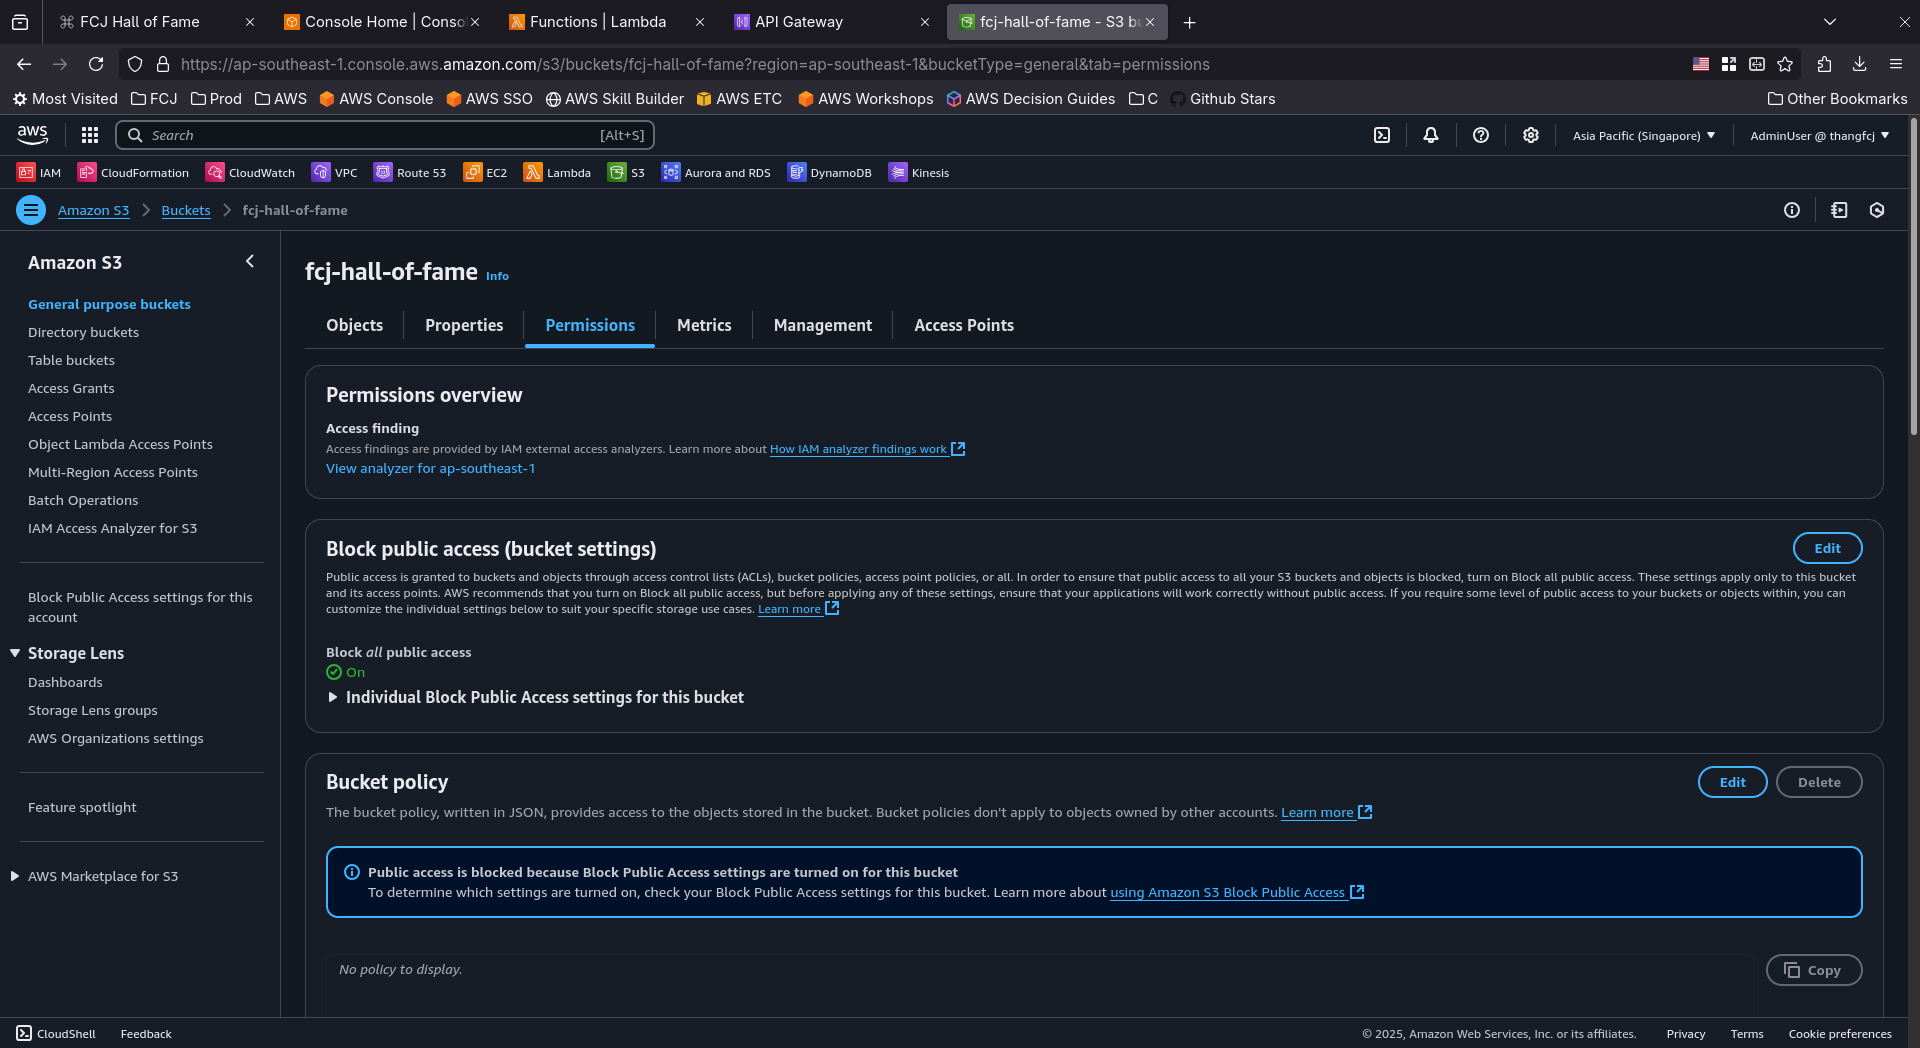 FCJ Hall of Fame
Console Home | Conso
Functions | Lambda
API Gateway
fcj-hall-of-fame - S3 bu
https://ap-southeast-1.console.aws.amazon.com/s3/buckets/fcj-hall-of-fame?region=ap-southeast-1&bucketType=general&tab=permissions
Most Visited FCJ Prod AWS AWS Console AWS SSO AWS Skill Builder AWS ETC AWS Workshops AWS Decision Guides C Github Stars Other Bookmarks
aws Search [Alt+S] Asia Pacific (Singapore) AdminUser @ thangfcj
IAM CloudFormation CloudWatch VPC Route 53 EC2 Lambda S3 Aurora and RDS DynamoDB Kinesis
Amazon S3 Buckets fcj-hall-of-fame
Amazon S3
General purpose buckets
Directory buckets
Table buckets
Access Grants
Access Points
Object Lambda Access Points
Multi-Region Access Points
Batch Operations
IAM Access Analyzer for S3
Block Public Access settings for this
account
Storage Lens
Dashboards
Storage Lens groups
AWS Organizations settings
Feature spotlight
AWS Marketplace for S3
fcj-hall-of-fame Info
Objects Properties Permissions Metrics Management Access Points
Permissions overview
Access finding
Access findings are provided by IAM external access analyzers. Learn more about How IAM analyzer findings work
View analyzer for ap-southeast-1
Block public access (bucket settings)
Edit
Public access is granted to buckets and objects through access control lists (ACLs), bucket policies, access point policies, or all. In order to ensure that public access to all your S3 buckets and objects is blocked, turn on Block all public access. These settings apply only to this bucket
and its access points. AWS recommends that you turn on Block all public access, but before applying any of these settings, ensure that your applications will work correctly without public access. If you require some level of public access to your buckets or objects within, you can
customize the individual settings below to suit your specific storage use cases. Learn more
Block all public access
On
Individual Block Public Access settings for this bucket
Bucket policy
Edit Delete
The bucket policy, written in JSON, provides access to the objects stored in the bucket. Bucket policies don't apply to objects owned by other accounts. Learn more
Public access is blocked because Block Public Access settings are turned on for this bucket
To determine which settings are turned on, check your Block Public Access settings for this bucket. Learn more about using Amazon S3 Block Public Access
No policy to display.
Copy
CloudShell Feedback © 2025, Amazon Web Services, Inc. or its affiliates. Privacy Terms Cookie preferences